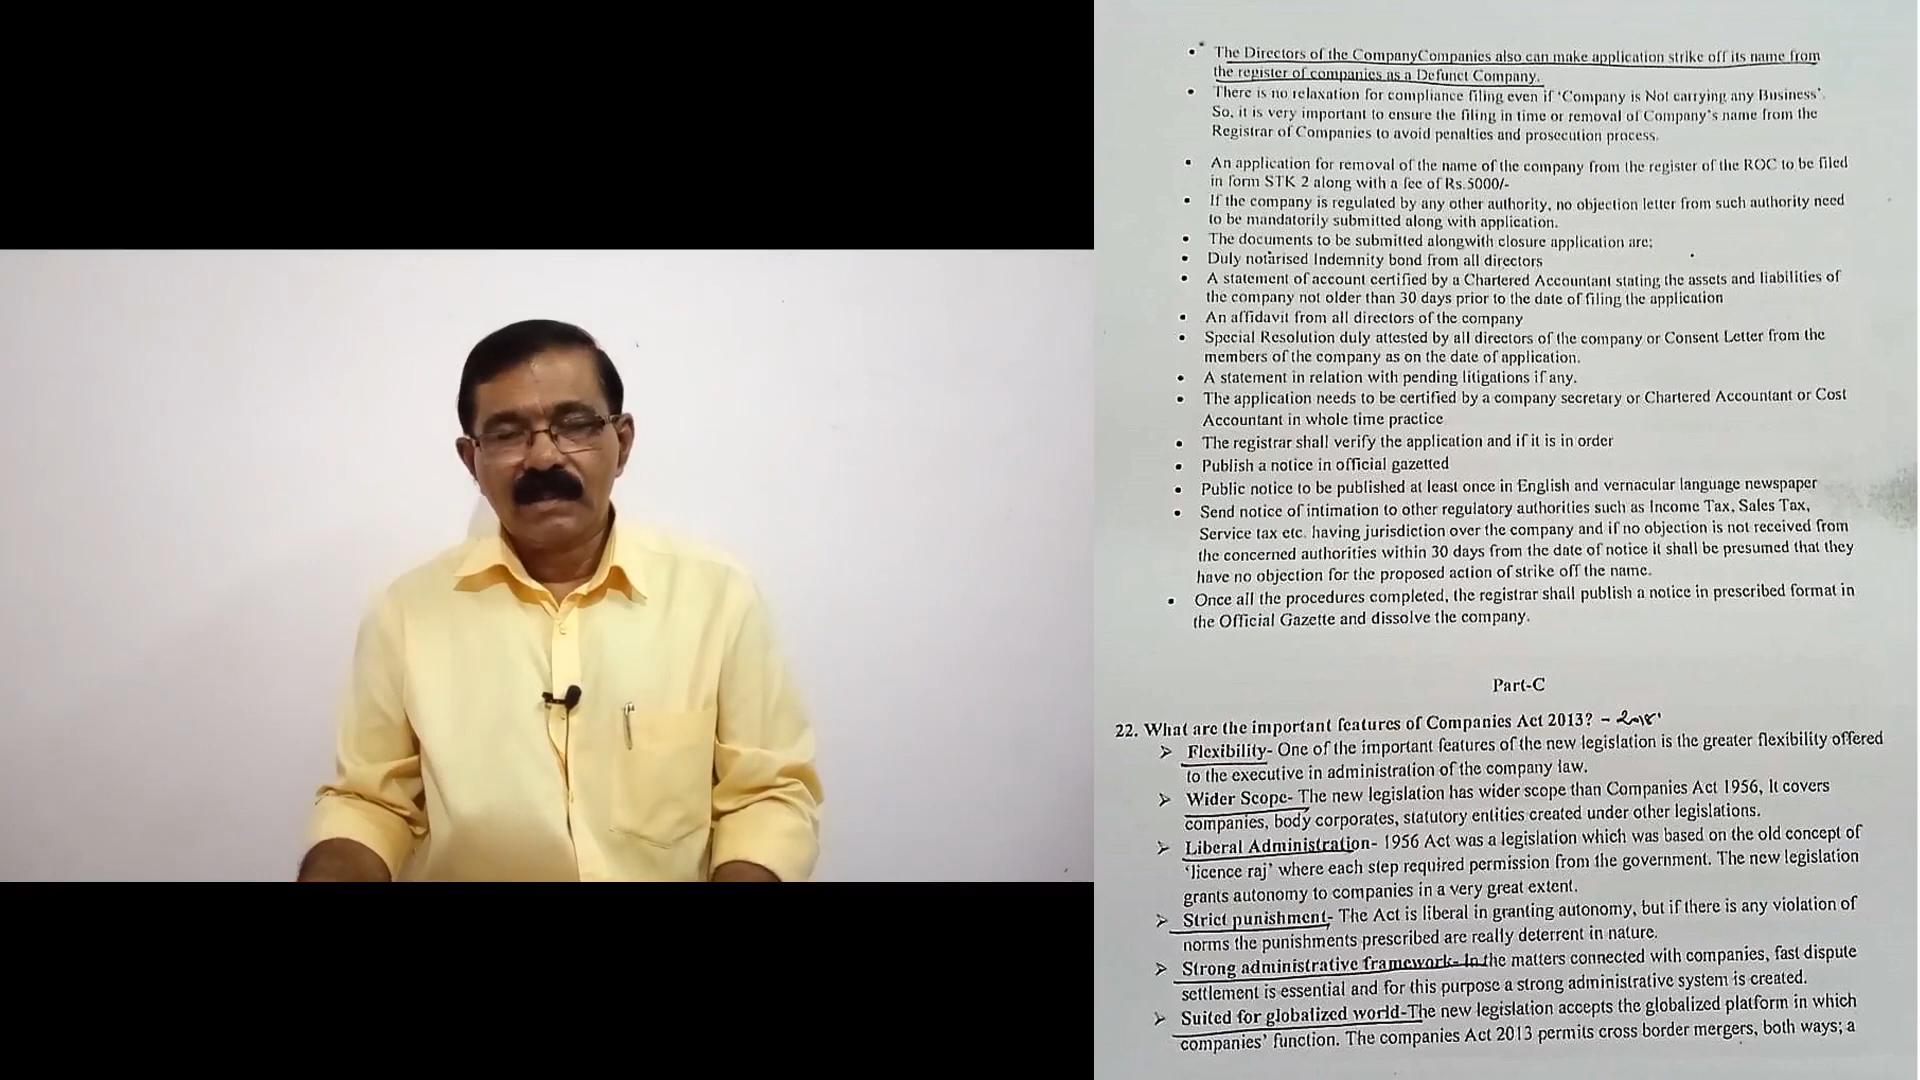 • The Directors of the CompanyCompanies also can make application strike off its name from
the register of companies as a Defunct Company.
• There is no relaxation for compliance filing even if ‘Company is Not carrying any Business’.
So, it is very important to ensure the filing in time or removal of Company’s name from the
Registrar of Companies to avoid penalties and prosecution process.
• An application for removal of the name of the company from the register of the ROC to be filed
in form STK 2 along with a fee of Rs.5000/-
• If the company is regulated by any other authority, no objection letter from such authority need
to be mandatorily submitted along with application.
• The documents to be submitted alongwith closure application are;
• Duly notarised Indemnity bond from all directors
• A statement of account certified by a Chartered Accountant stating the assets and liabilities of
the company not older than 30 days prior to the date of filing the application
• An affidavit from all directors of the company
• Special Resolution duly attested by all directors of the company or Consent Letter from the
members of the company as on the date of application.
• A statement in relation with pending litigations if any.
• The application needs to be certified by a company secretary or Chartered Accountant or Cost
Accountant in whole time practice
• The registrar shall verify the application and if it is in order
• Publish a notice in official gazetted
• Public notice to be published at least once in English and vernacular language newspaper
• Send notice of intimation to other regulatory authorities such as Income Tax, Sales Tax,
Service tax etc. having jurisdiction over the company and if no objection is not received from
the concerned authorities within 30 days from the date of notice it shall be presumed that they
have no objection for the proposed action of strike off the name.
• Once all the procedures completed, the registrar shall publish a notice in prescribed format in
the Official Gazette and dissolve the company.
Part-C
22. What are the important features of Companies Act 2013? – 2018
➢ Flexibility- One of the important features of the new legislation is the greater flexibility offered
to the executive in administration of the company law.
➢ Wider Scope- The new legislation has wider scope than Companies Act 1956, It covers
companies, body corporates, statutory entities created under other legislations.
➢ Liberal Administration- 1956 Act was a legislation which was based on the old concept of
‘licence raj’ where each step required permission from the government. The new legislation
grants autonomy to companies in a very great extent.
➢ Strict punishment- The Act is liberal in granting autonomy, but if there is any violation of
norms the punishments prescribed are really deterrent in nature.
➢ Strong administrative framework- In the matters connected with companies, fast dispute
settlement is essential and for this purpose a strong administrative system is created.
➢ Suited for globalized world-The new legislation accepts the globalized platform in which
companies’ function. The companies Act 2013 permits cross border mergers, both ways; a